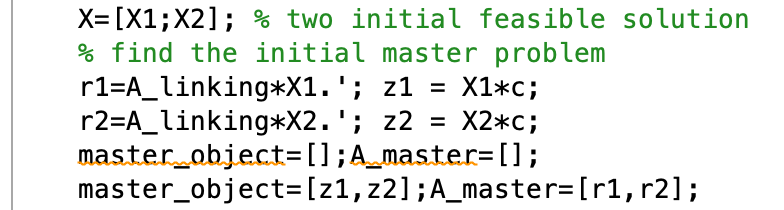 X=[X1;X2]; % two initial feasible solution
% find the initial master problem
r1=A_linking*X1.'; z1 = X1*c;
r2=A_linking*X2.'; z2 = X2*c;
master_object=[];A_master=[];
master_object=[z1,z2];A_master=[r1,r2];